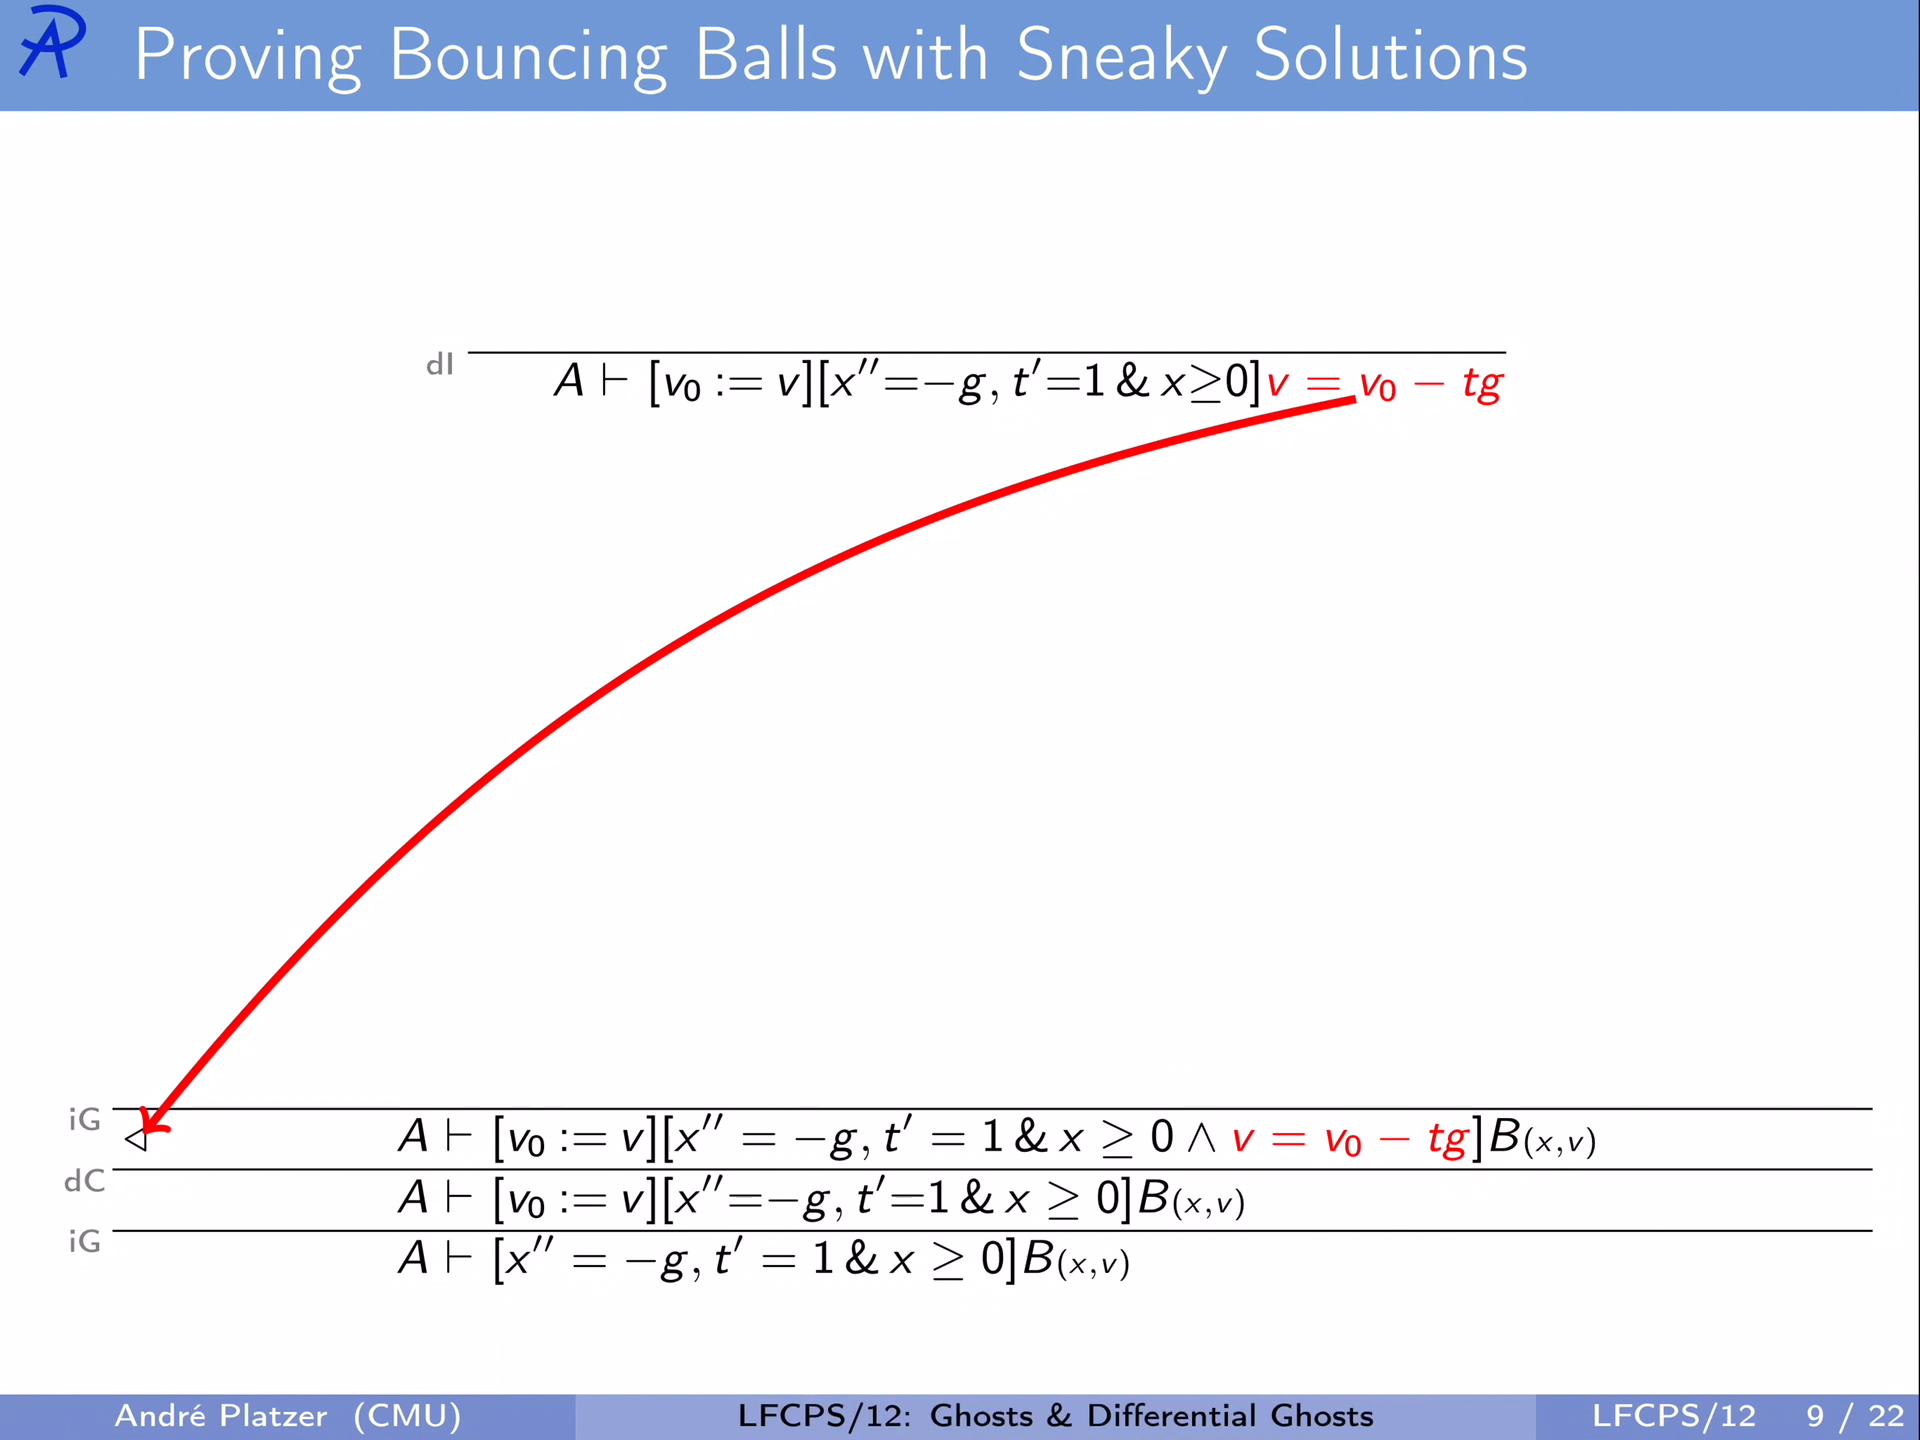 Proving Bouncing Balls with Sneaky Solutions
dI
A ⊢ [v₀ := v][x″=−g, t′=1 & x≥0]v = v₀ − tg
iG
◁ A ⊢ [v₀ := v][x″ = −g, t′ = 1 & x ≥ 0 ∧ v = v₀ − tg]B(x,v)
dC
A ⊢ [v₀ := v][x″=−g, t′=1 & x ≥ 0]B(x,v)
iG
A ⊢ [x″ = −g, t′ = 1 & x ≥ 0]B(x,v)
André Platzer (CMU) LFCPS/12: Ghosts & Differential Ghosts LFCPS/12 9 / 22